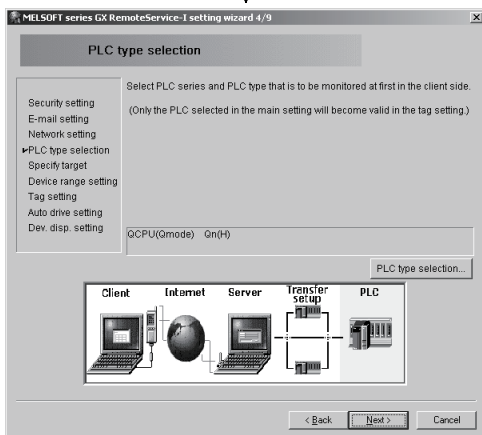 MELSOFT series GX RemoteService-I setting wizard 4/9
PLC type selection
Security setting
E-mail setting
Network setting
PLC type selection
Specify target
Device range setting
Tag setting
Auto drive setting
Dev. disp. setting
Select PLC series and PLC type that is to be monitored at first in the client side.
(Only the PLC selected in the main setting will become valid in the tag setting.)
QCPU(Qmode) Qn(H)
PLC type selection...
Client Internet Server Transfer setup PLC
< Back Next > Cancel